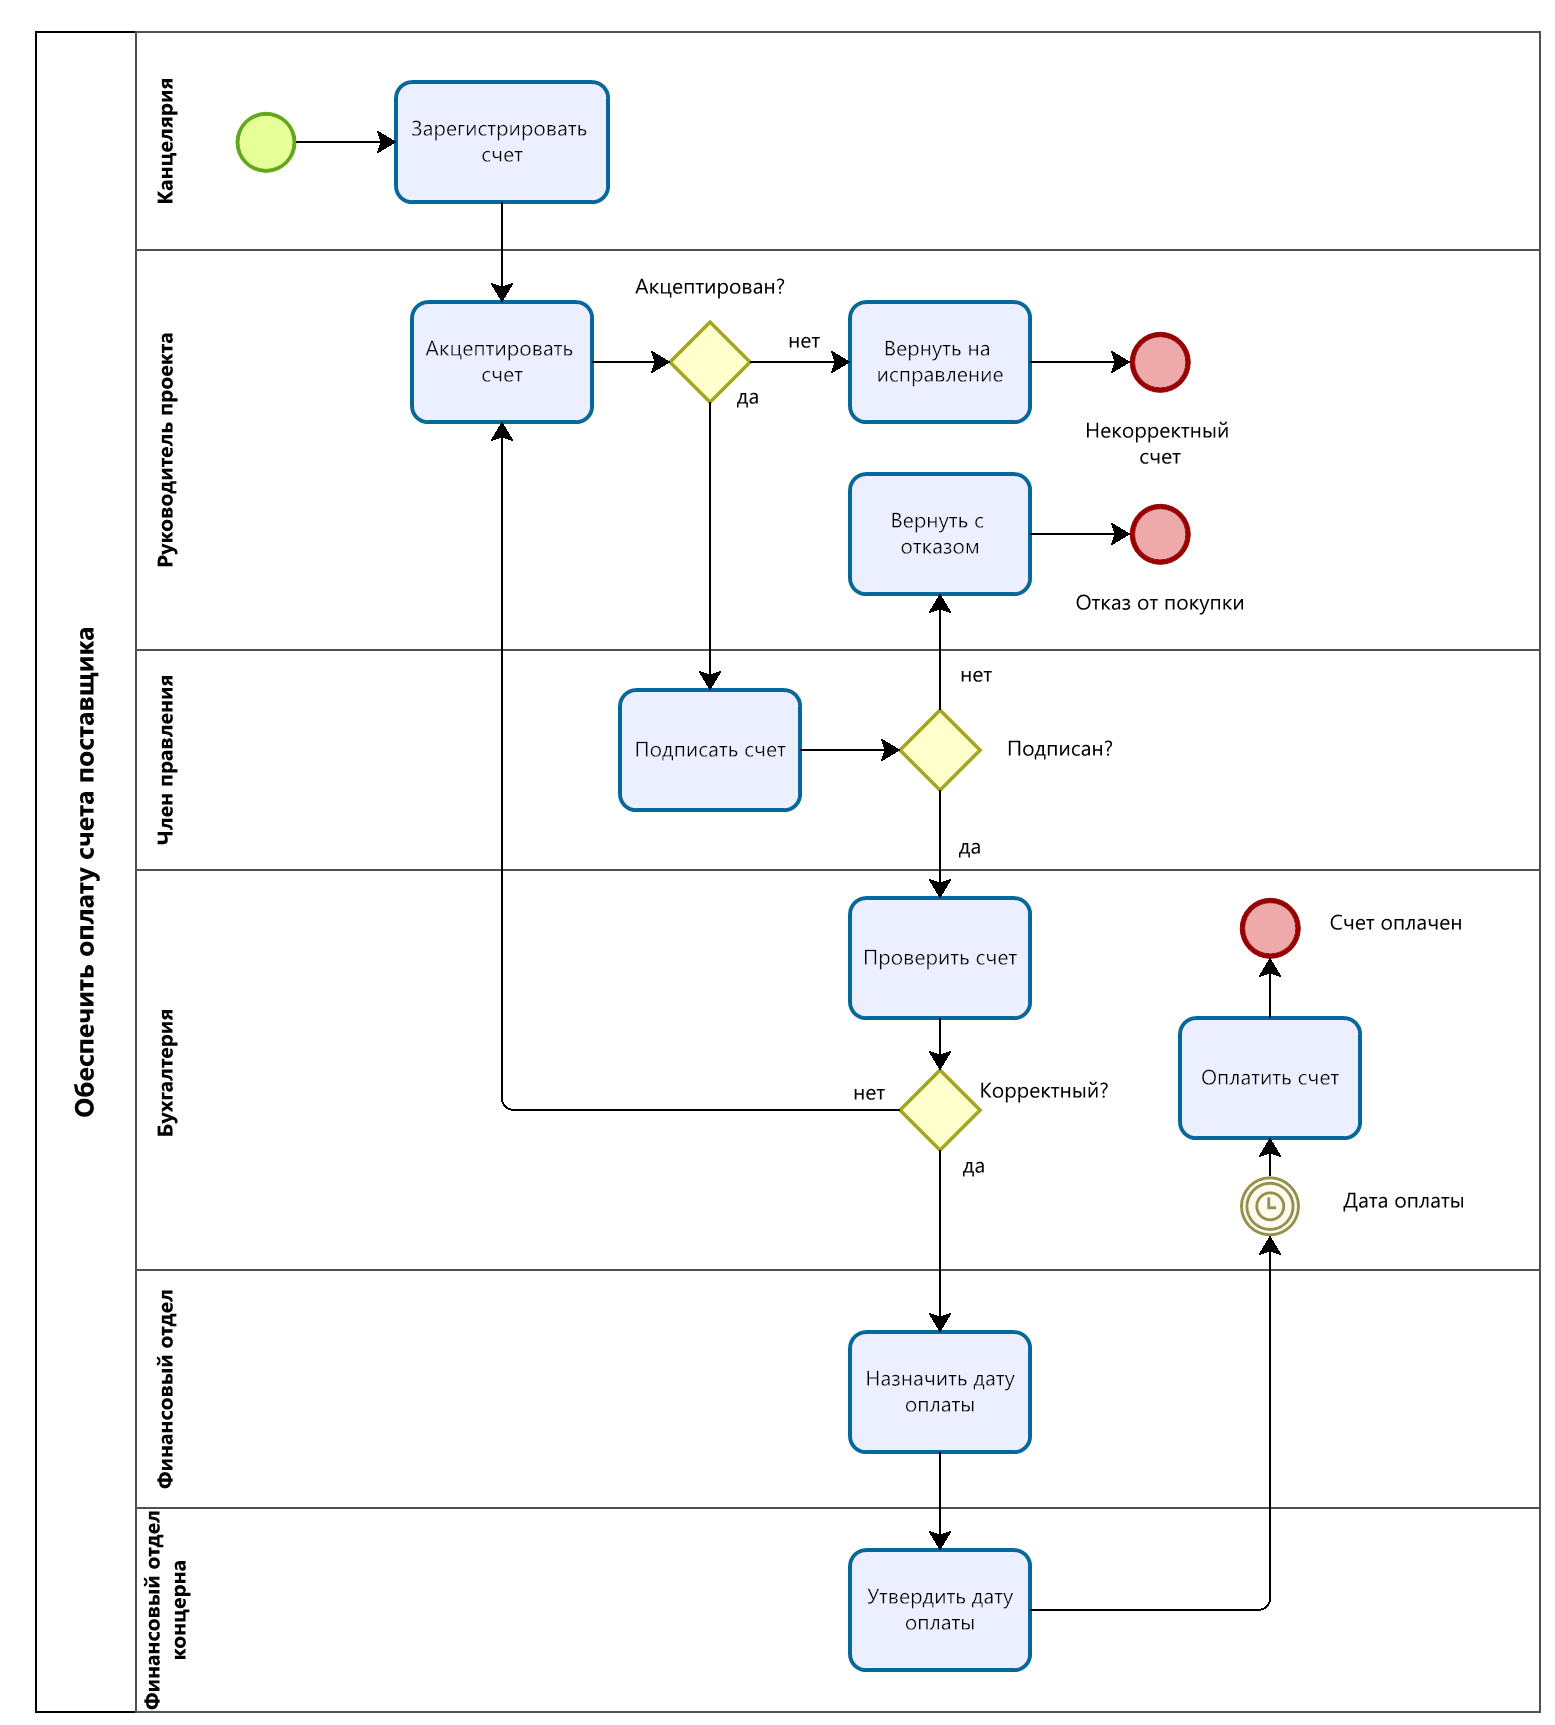 Обеспечить оплату счета поставщика
Канцелярия
Зарегистрировать
счет
Руководитель проекта
Акцептировать
счет
Акцептирован?
нет
да
Вернуть на
исправление
Некорректный
счет
Вернуть с
отказом
Отказ от покупки
Член правления
Подписать счет
нет
Подписан?
да
Бухгалтерия
Проверить счет
Счет оплачен
Оплатить счет
нет
Корректный?
да
Дата оплаты
Финансовый отдел
Назначить дату
оплаты
Финансовый отдел
концерна
Утвердить дату
оплаты